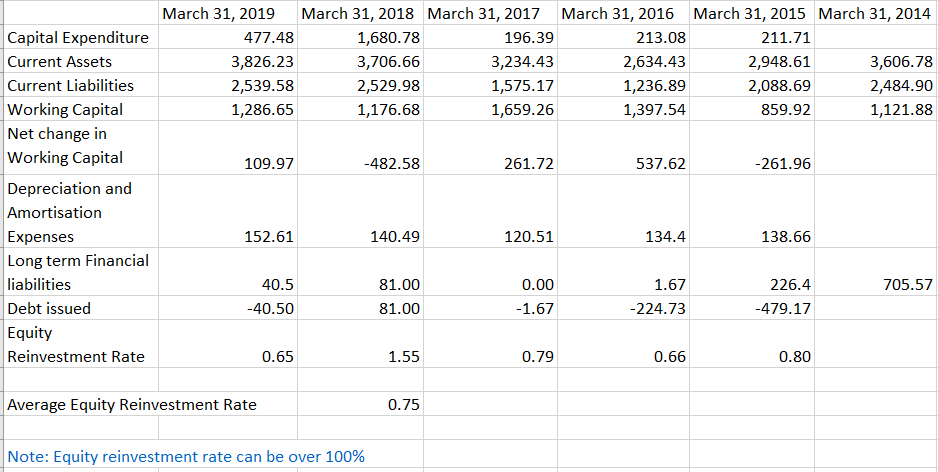 March 31, 2019 March 31, 2018 March 31, 2017 March 31, 2016 March 31, 2015 March 31, 2014
Capital Expenditure 477.48 1,680.78 196.39 213.08 211.71
Current Assets 3,826.23 3,706.66 3,234.43 2,634.43 2,948.61 3,606.78
Current Liabilities 2,539.58 2,529.98 1,575.17 1,236.89 2,088.69 2,484.90
Working Capital 1,286.65 1,176.68 1,659.26 1,397.54 859.92 1,121.88
Net change in
Working Capital 109.97 -482.58 261.72 537.62 -261.96
Depreciation and
Amortisation
Expenses 152.61 140.49 120.51 134.4 138.66
Long term Financial
liabilities 40.5 81.00 0.00 1.67 226.4 705.57
Debt issued -40.50 81.00 -1.67 -224.73 -479.17
Equity
Reinvestment Rate 0.65 1.55 0.79 0.66 0.80
Average Equity Reinvestment Rate 0.75
Note: Equity reinvestment rate can be over 100%